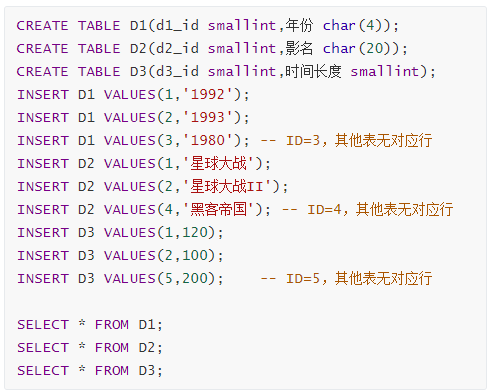 CREATE TABLE D1(d1_id smallint,年份 char(4));
CREATE TABLE D2(d2_id smallint,影名 char(20));
CREATE TABLE D3(d3_id smallint,时间长度 smallint);
INSERT D1 VALUES(1,'1992');
INSERT D1 VALUES(2,'1993');
INSERT D1 VALUES(3,'1980'); -- ID=3，其他表无对应行
INSERT D2 VALUES(1,'星球大战');
INSERT D2 VALUES(2,'星球大战II');
INSERT D2 VALUES(4,'黑客帝国'); -- ID=4，其他表无对应行
INSERT D3 VALUES(1,120);
INSERT D3 VALUES(2,100);
INSERT D3 VALUES(5,200);    -- ID=5，其他表无对应行
SELECT * FROM D1;
SELECT * FROM D2;
SELECT * FROM D3;